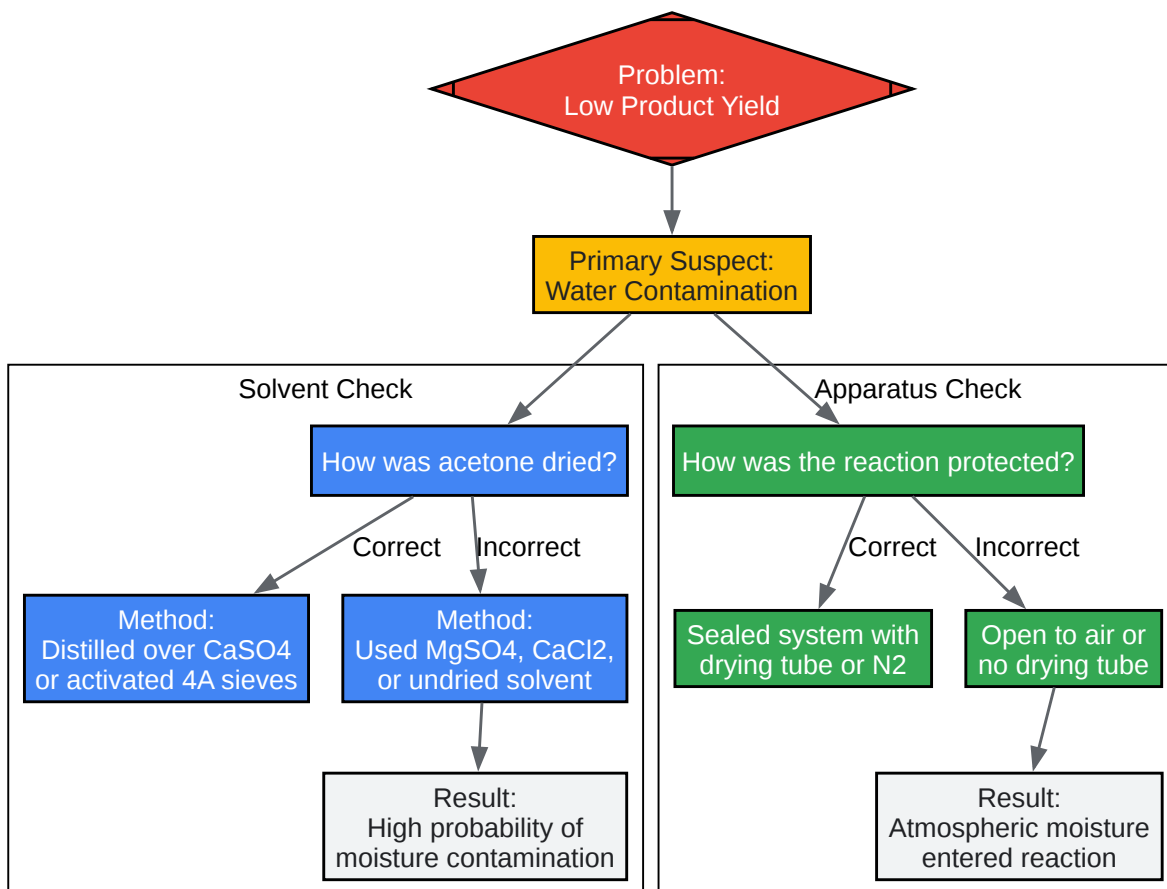 Problem:
Low Product Yield
Primary Suspect:
Water Contamination
Solvent Check
How was acetone dried?
Correct
Incorrect
Method:
Distilled over CaSO4
or activated 4A sieves
Method:
Used MgSO4, CaCl2,
or undried solvent
Result:
High probability of
moisture contamination
Apparatus Check
How was the reaction protected?
Correct
Incorrect
Sealed system with
drying tube or N2
Open to air or
no drying tube
Result:
Atmospheric moisture
entered reaction